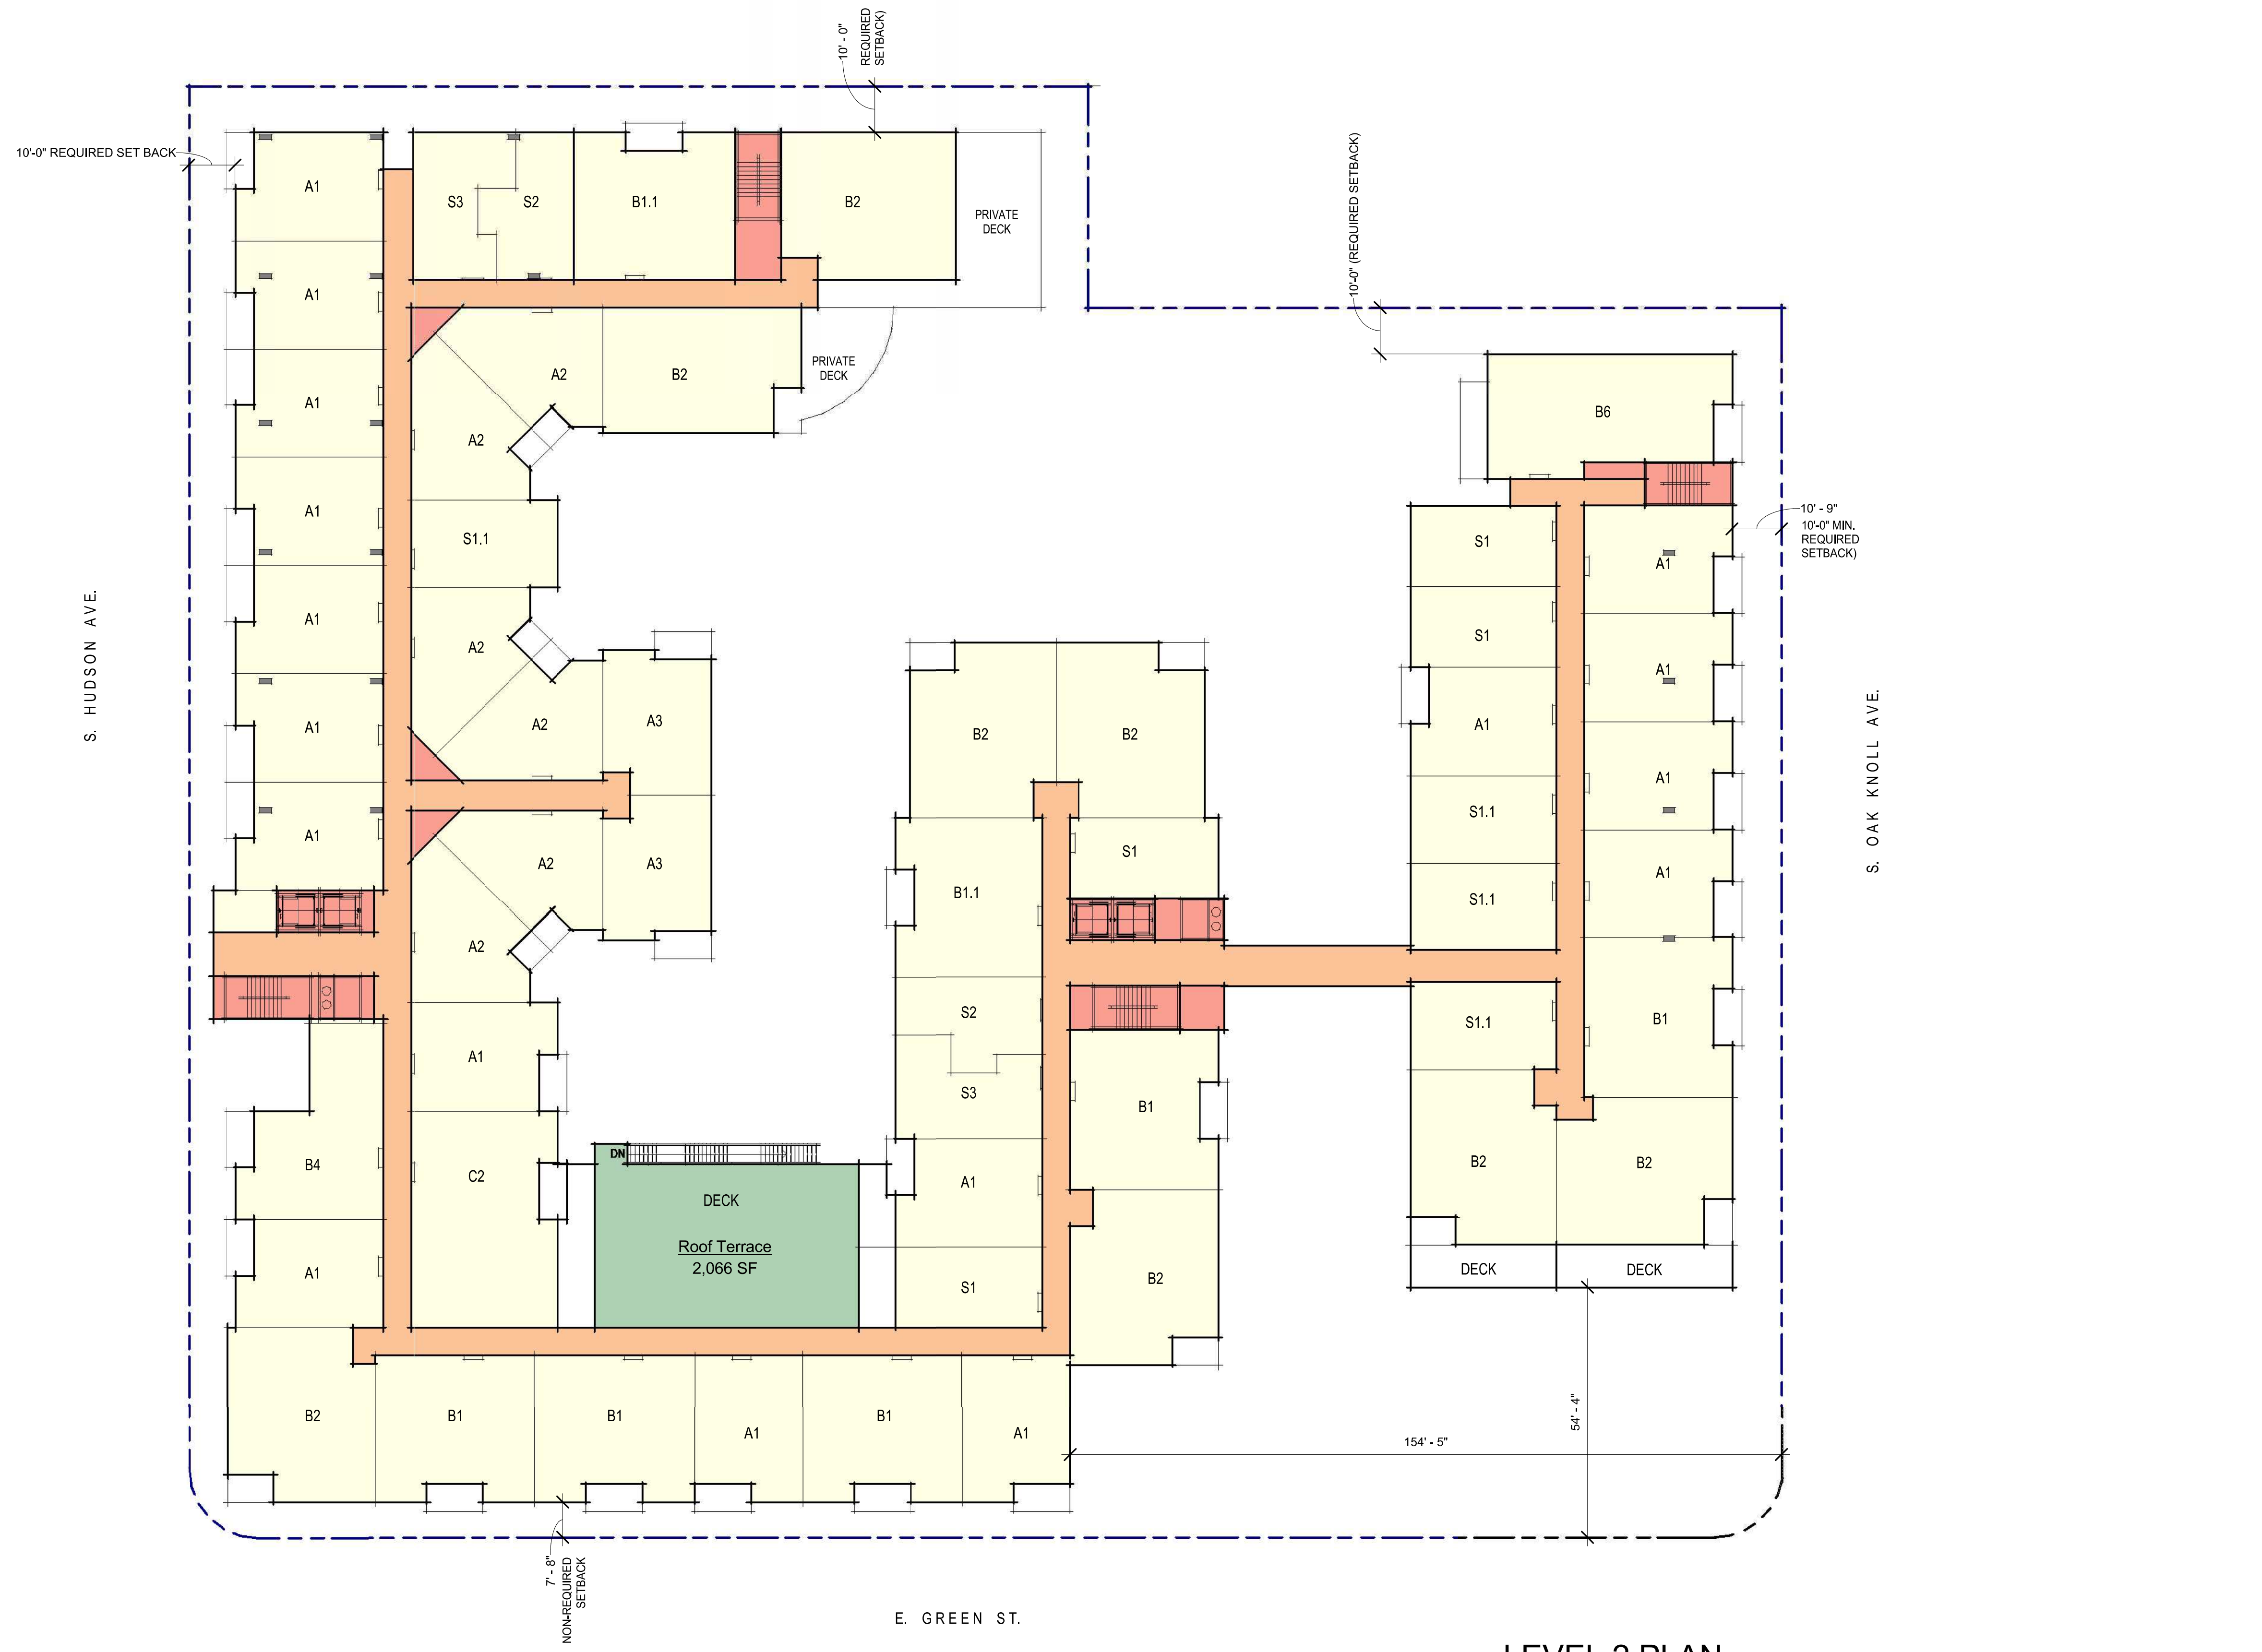 10' - 0"
REQUIRED
SETBACK)
10'-0" REQUIRED SET BACK
A1
S3
S2
B1.1
B2
PRIVATE
DECK
10'-0" (REQUIRED SETBACK)
A1
A2
B2
PRIVATE
DECK
A1
A2
B6
A1
S1.1
S1
A1
10' - 9"
10'-0" MIN.
REQUIRED
SETBACK)
A1
A2
S1
A1
S. HUDSON AVE.
A1
A2
A3
B2
B2
A1
A1
S. OAK KNOLL AVE.
A1
A2
A3
S1
S1.1
A1
B1.1
S1.1
A2
S2
S1.1
B1
A1
S3
B1
B4
C2
DN
DECK
Roof Terrace
2,066 SF
A1
B2
B2
A1
S1
B2
DECK
DECK
B2
B1
B1
A1
B1
A1
154' - 5"
54' - 4"
7' - 8"
NON-REQUIRED
SETBACK
E. GREEN ST.